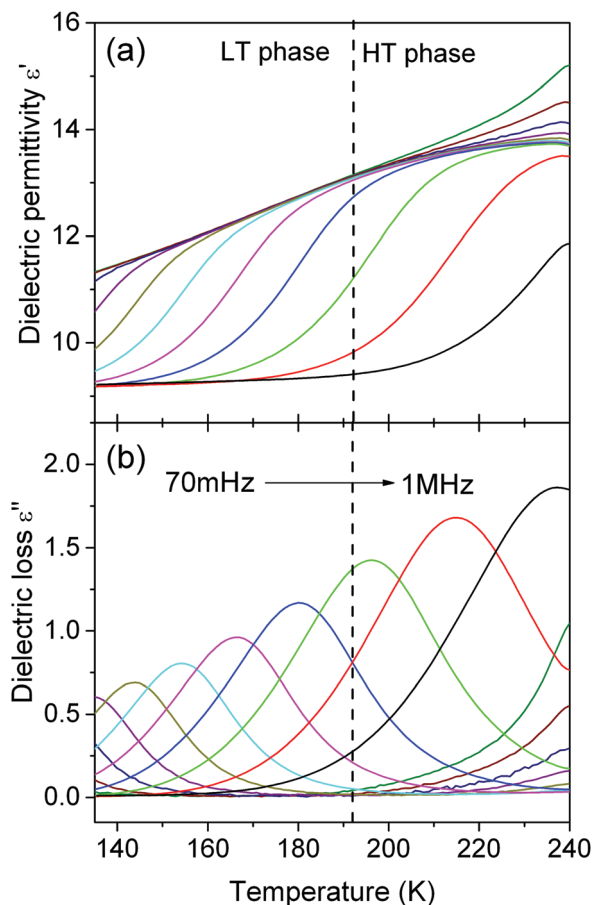 16
(a)
LT phase
HT phase
14
12
10
Dielectric permittivity ε'
(b)
2.0
70mHz
1MHz
1.5
1.0
0.5
0.0
Dielectric loss ε"
140 160 180 200 220 240
Temperature (K)